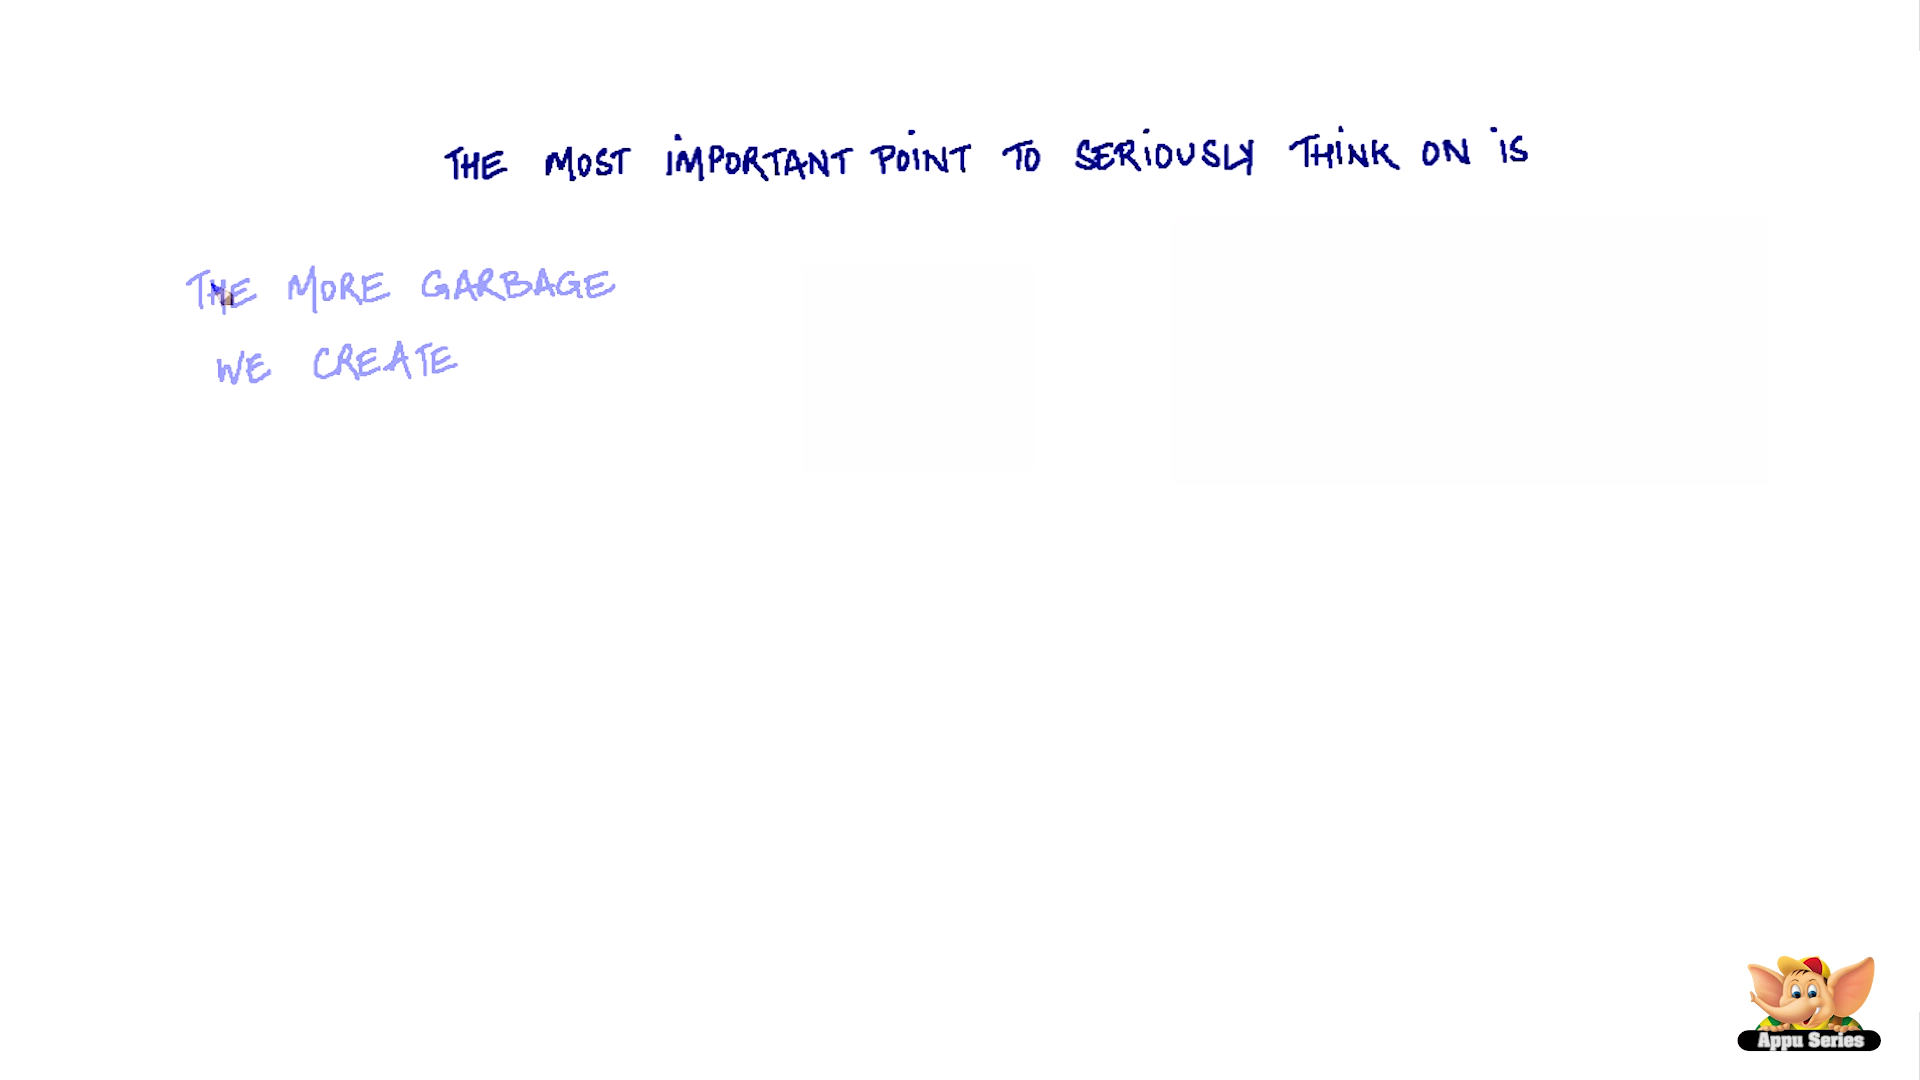 THE MOST IMPORTANT POINT TO SERIOUSLY THINK ON IS
THE MORE GARBAGE
WE CREATE
Appu Series